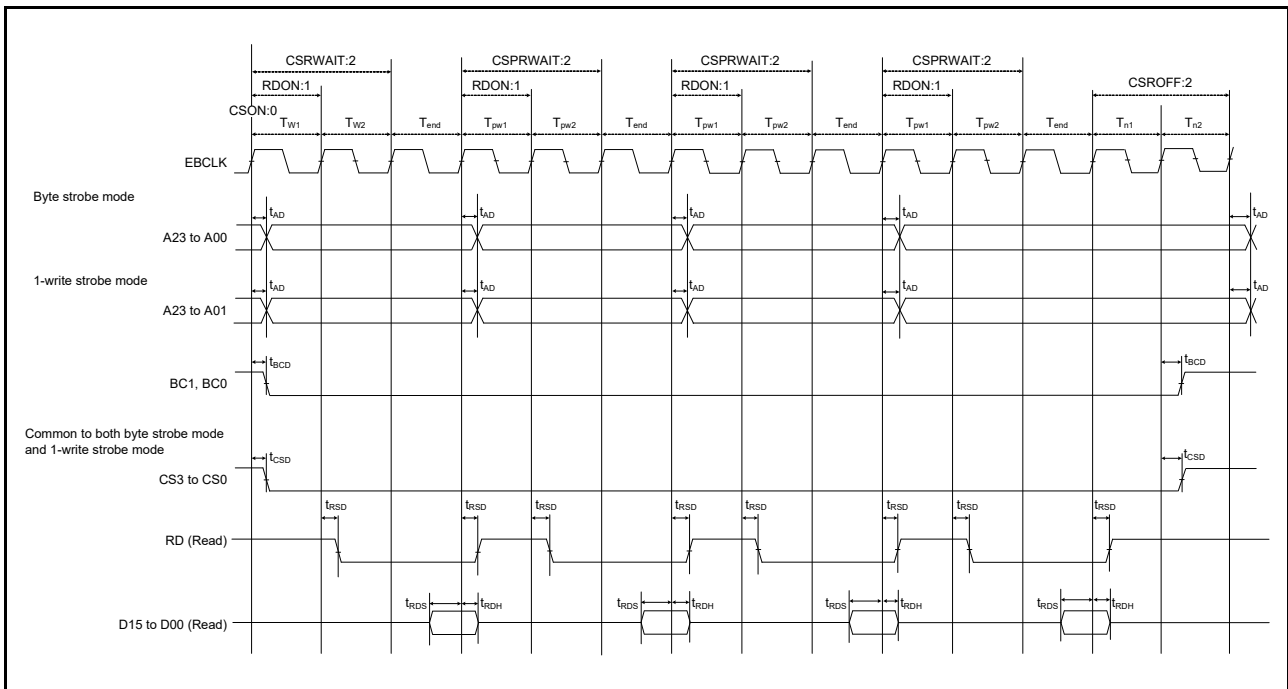 CSRWAIT:2 CSPRWAIT:2 CSPRWAIT:2 CSPRWAIT:2
RDON:1 RDON:1 RDON:1 RDON:1 CSROFF:2
CSON:0
TW1 TW2 Tend Tpw1 Tpw2 Tend Tpw1 Tpw2 Tend Tpw1 Tpw2 Tend Tn1 Tn2
EBCLK
Byte strobe mode
tAD tAD tAD tAD tAD
A23 to A00
1-write strobe mode
tAD tAD tAD tAD tAD
A23 to A01
tBCD tBCD
BC1, BC0
Common to both byte strobe mode
and 1-write strobe mode
tCSD tCSD
CS3 to CS0
tRSD tRSD tRSD tRSD tRSD tRSD tRSD tRSD
RD (Read)
tRDS tRDH tRDS tRDH tRDS tRDH tRDS tRDH
D15 to D00 (Read)